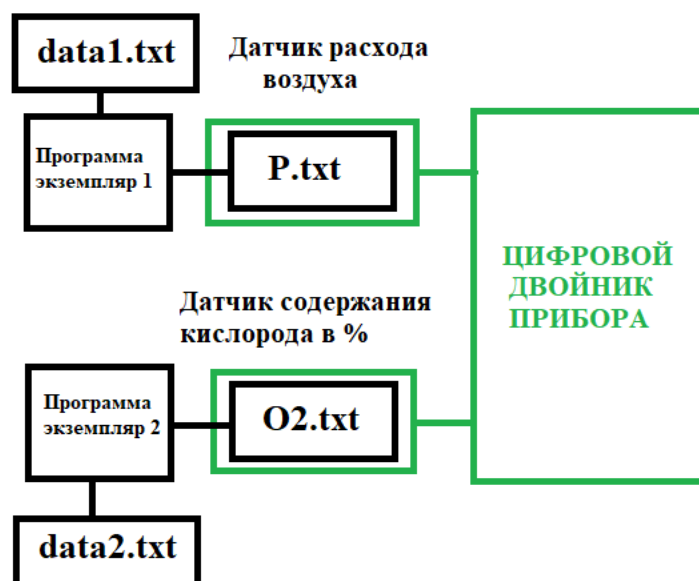 data1.txt
Датчик расхода
воздуха
Программа
экземпляр 1
P.txt
ЦИФРОВОЙ
ДВОЙНИК
ПРИБОРА
Датчик содержания
кислорода в %
Программа
экземпляр 2
O2.txt
data2.txt